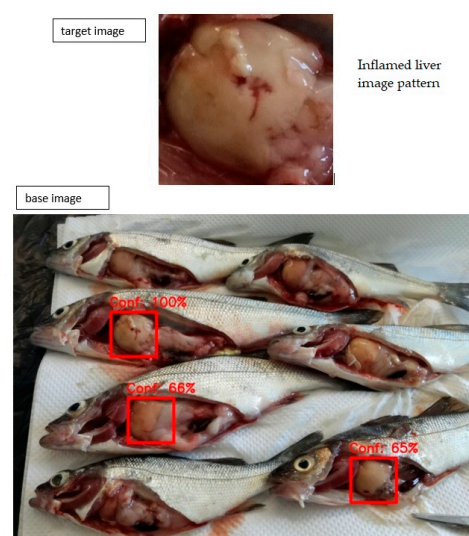 target image
Inflamed liver
image pattern
base image
Conf: 100%
Conf: 66%
Conf: 65%